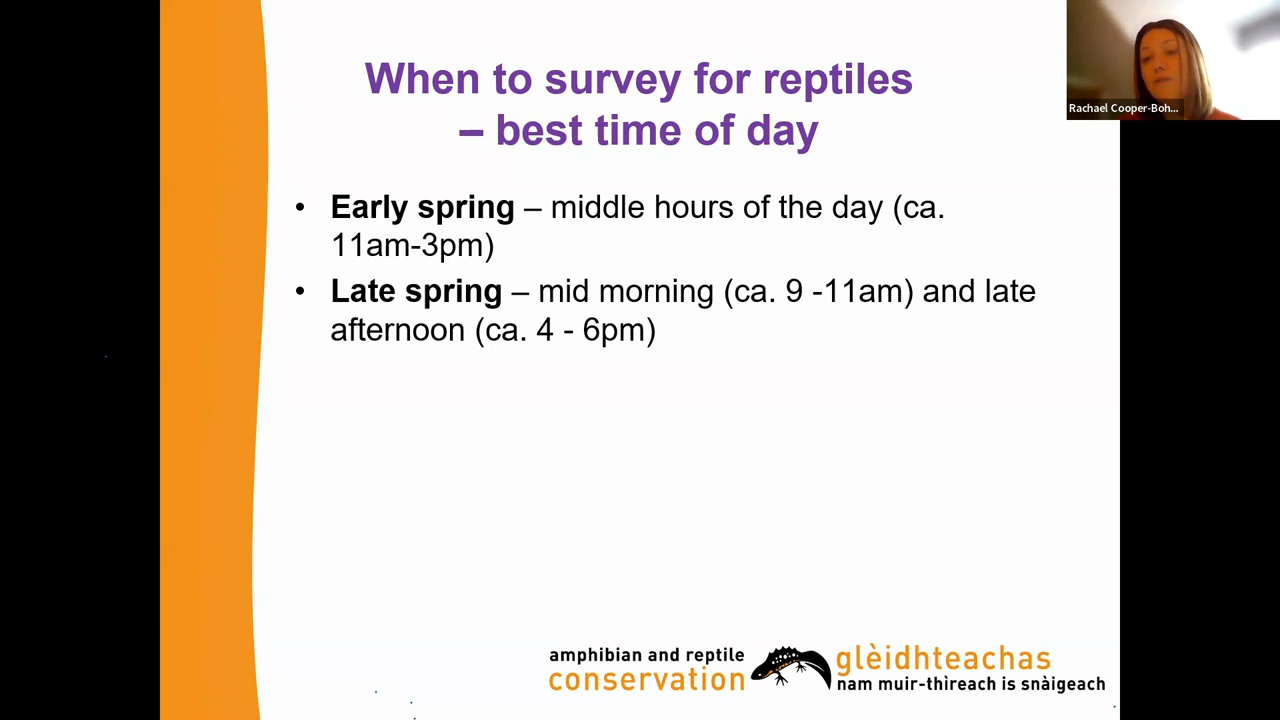 When to survey for reptiles
– best time of day
• Early spring – middle hours of the day (ca.
11am-3pm)
• Late spring – mid morning (ca. 9 -11am) and late
afternoon (ca. 4 - 6pm)
Rachael Cooper-Boh...
amphibian and reptile
conservation
glèidhteachas
nam muir-thìreach is snàigeach